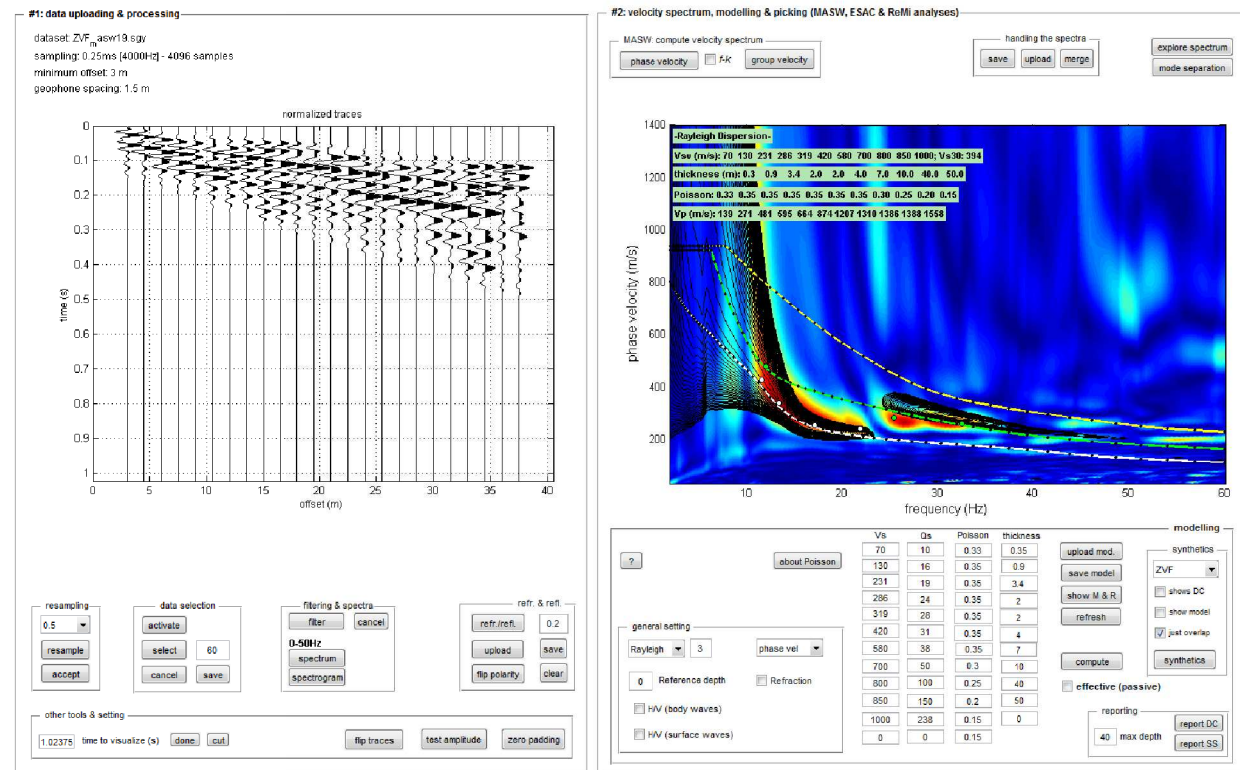 #1: data uploading & processing
dataset: ZVF_m asw19.sgy
sampling: 0.25ms [4000Hz] - 4096 samples
minimum offset: 3 m
geophone spacing: 1.5 m
normalized traces
0
0.1
0.2
0.3
0.4
0.5
0.6
0.7
0.8
0.9
1
time (s)
0 5 10 15 20 25 30 35 40
offset (m)
resampling
0.5
resample
accept
data selection
activate
select 60
cancel save
filtering & spectra
filter cancel
0-50Hz
spectrum
spectrogram
refr. & refl.
refr./refl. 0.2
upload save
flip polarity clear
other tools & setting
1.02375 time to visualize (s) done cut flip traces test amplitude zero padding
#2: velocity spectrum, modelling & picking (MASW, ESAC & ReMi analyses)
MASW: compute velocity spectrum
phase velocity f-k group velocity
handling the spectra
save upload merge
explore spectrum
mode separation
-Rayleigh Dispersion-
Vsv (m/s): 70 130 231 286 319 420 580 700 800 850 1000; Vs30: 394
thickness (m): 0.3 0.9 3.4 2.0 2.0 4.0 7.0 10.0 40.0 50.0
Poisson: 0.33 0.35 0.35 0.35 0.35 0.35 0.35 0.30 0.25 0.20 0.15
Vp (m/s): 139 271 481 595 664 874 1207 1310 1386 1388 1558
1400
1200
1000
800
600
400
200
phase velocity (m/s)
10 20 30 40 50 60
frequency (Hz)
modelling
? about Poisson
general setting
Rayleigh 3 phase vel
0 Reference depth Refraction
H/V (body waves)
H/V (surface waves)
Vs Qs Poisson thickness
70 10 0.33 0.35
130 16 0.35 0.9
231 19 0.35 3.4
286 24 0.35 2
319 28 0.35 2
420 31 0.35 4
580 38 0.35 7
700 50 0.3 10
800 100 0.25 40
850 150 0.2 50
1000 238 0.15 0
0 0 0.15
upload mod.
save model
show M & R
refresh
compute
effective (passive)
synthetics
ZVF
shows DC
show model
just overlap
synthetics
reporting
40 max depth
report DC
report SS